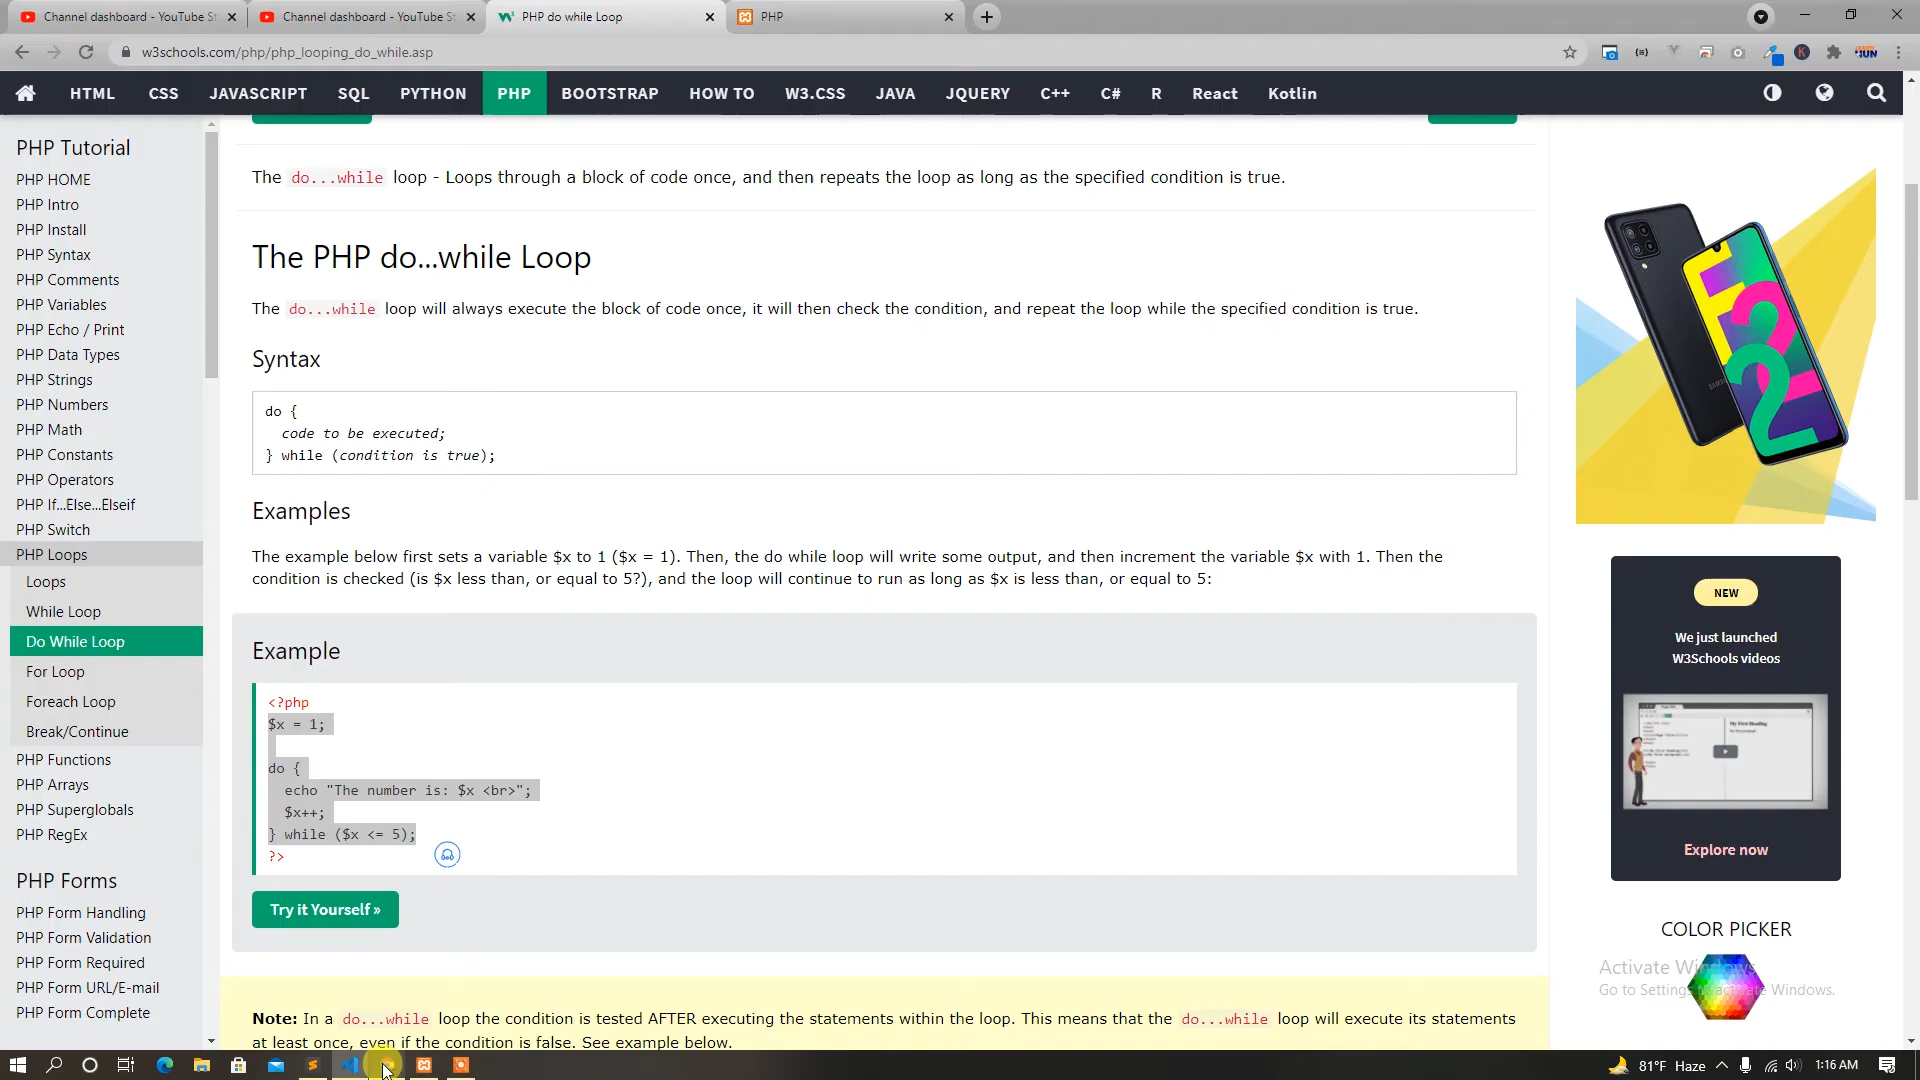 Channel dashboard - YouTube St
Channel dashboard - YouTube St
PHP do while Loop
PHP
w3schools.com/php/php_looping_do_while.asp
HTML CSS JAVASCRIPT SQL PYTHON PHP BOOTSTRAP HOW TO W3.CSS JAVA JQUERY C++ C# R React Kotlin
PHP Tutorial
PHP HOME
PHP Intro
PHP Install
PHP Syntax
PHP Comments
PHP Variables
PHP Echo / Print
PHP Data Types
PHP Strings
PHP Numbers
PHP Math
PHP Constants
PHP Operators
PHP If...Else...Elseif
PHP Switch
PHP Loops
Loops
While Loop
Do While Loop
For Loop
Foreach Loop
Break/Continue
PHP Functions
PHP Arrays
PHP Superglobals
PHP RegEx
PHP Forms
PHP Form Handling
PHP Form Validation
PHP Form Required
PHP Form URL/E-mail
PHP Form Complete
The do...while loop - Loops through a block of code once, and then repeats the loop as long as the specified condition is true.
The PHP do...while Loop
The do...while loop will always execute the block of code once, it will then check the condition, and repeat the loop while the specified condition is true.
Syntax
do {
code to be executed;
} while (condition is true);
Examples
The example below first sets a variable $x to 1 ($x = 1). Then, the do while loop will write some output, and then increment the variable $x with 1. Then the
condition is checked (is $x less than, or equal to 5?), and the loop will continue to run as long as $x is less than, or equal to 5:
Example
<?php
$x = 1;
do {
echo "The number is: $x <br>";
$x++;
} while ($x <= 5);
?>
Try it Yourself »
Note: In a do...while loop the condition is tested AFTER executing the statements within the loop. This means that the do...while loop will execute its statements
at least once, even if the condition is false. See example below.
NEW
We just launched
W3Schools videos
Explore now
COLOR PICKER
Activate Windows
Go to Settings to activate Windows.
81°F Haze
1:16 AM